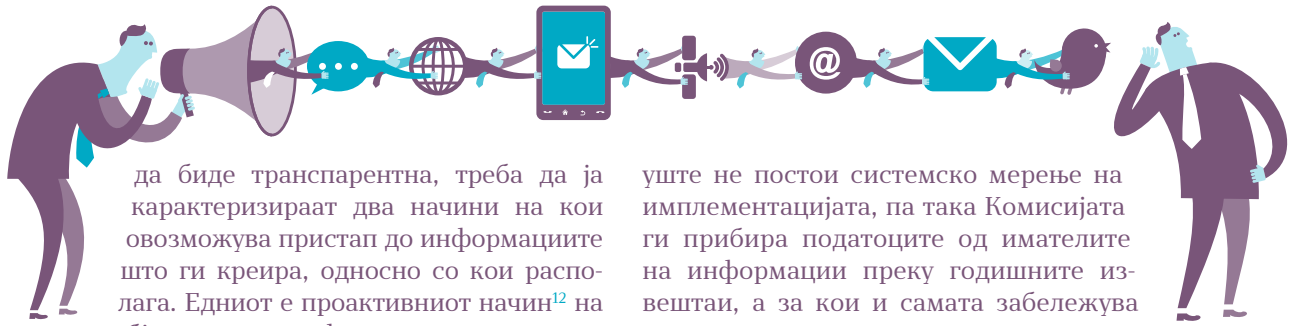 @
да биде транспарентна, треба да ја
карактеризираат два начини на кои
овозможува пристап до информациите
што ги креира, односно со кои распо-
лага. Едниот е проактивниот начин12 на
уште не постои системско мерење на
имплементацијата, па така Комисијата
ги прибира податоците од имателите
на информации преку годишните из-
вештаи, а за кои и самата забележува